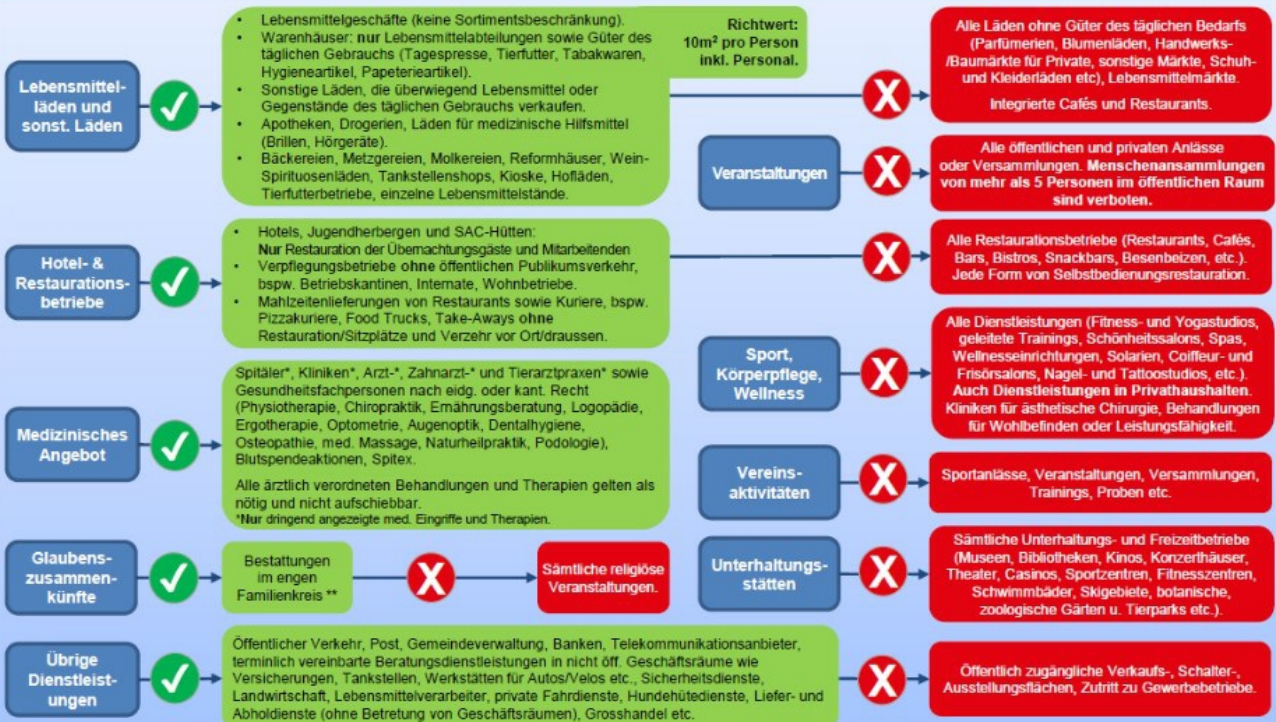 Lebensmittel-
läden und
sonst. Läden
• Lebensmittelgeschäfte (keine Sortimentsbeschränkung).
• Warenhäuser: nur Lebensmittelabteilungen sowie Güter des
täglichen Gebrauchs (Tagespresse, Tierfutter, Tabakwaren,
Hygieneartikel, Papeterieartikel).
• Sonstige Läden, die überwiegend Lebensmittel oder
Gegenstände des täglichen Gebrauchs verkaufen.
• Apotheken, Drogerien, Läden für medizinische Hilfsmittel
(Brillen, Hörgeräte).
• Bäckereien, Metzgereien, Molkereien, Reformhäuser, Wein-
Spirituosenläden, Tankstellenshops, Kioske, Hofläden,
Tierfutterbetriebe, einzelne Lebensmittelstände.
Richtwert:
10m² pro Person
inkl. Personal.
X
Alle Läden ohne Güter des täglichen Bedarfs
(Parfümerien, Blumenläden, Handwerks-
/Baumärkte für Private, sonstige Märkte, Schuh-
und Kleiderläden etc), Lebensmittelmärkte.
Integrierte Cafés und Restaurants.
Veranstaltungen
X
Alle öffentlichen und privaten Anlässe
oder Versammlungen. Menschenansammlungen
von mehr als 5 Personen im öffentlichen Raum
sind verboten.
Hotel- &
Restaurations-
betriebe
• Hotels, Jugendherbergen und SAC-Hütten:
Nur Restauration der Übernachtungsgäste und Mitarbeitenden
• Verpflegungsbetriebe ohne öffentlichen Publikumsverkehr,
bspw. Betriebskantinen, Internate, Wohnbetriebe.
• Mahlzeitenlieferungen von Restaurants sowie Kuriere, bspw.
Pizzakuriere, Food Trucks, Take-Aways ohne
Restauration/Sitzplätze und Verzehr vor Ort/draussen.
X
Alle Restaurationsbetriebe (Restaurants, Cafés,
Bars, Bistros, Snackbars, Besenbeizen, etc.).
Jede Form von Selbstbedienungsrestauration.
Sport,
Körperpflege,
Wellness
X
Alle Dienstleistungen (Fitness- und Yogastudios,
geleitete Trainings, Schönheitssalons, Spas,
Wellnesseinrichtungen, Solarien, Coiffeur- und
Frisörsalons, Nagel- und Tattoostudios, etc.).
Auch Dienstleistungen in Privathaushalten.
Kliniken für ästhetische Chirurgie, Behandlungen
für Wohlbefinden oder Leistungsfähigkeit.
Medizinisches
Angebot
Spitäler*, Kliniken*, Arzt-*, Zahnarzt-* und Tierarztpraxen* sowie
Gesundheitsfachpersonen nach eidg. oder kant. Recht
(Physiotherapie, Chiropraktik, Ernährungsberatung, Logopädie,
Ergotherapie, Optometrie, Augenoptik, Dentalhygiene,
Osteopathie, med. Massage, Naturheilpraktik, Podologie),
Blutspendeaktionen, Spitex.
Alle ärztlich verordneten Behandlungen und Therapien gelten als
nötig und nicht aufschiebbar.
*Nur dringend angezeigte med. Eingriffe und Therapien.
Vereins-
aktivitäten
X
Sportanlässe, Veranstaltungen, Versammlungen,
Trainings, Proben etc.
Glaubens-
zusammen-
künfte
Bestattungen
im engen
Familienkreis **
X
Sämtliche religiöse
Veranstaltungen.
Unterhaltungs-
stätten
X
Sämtliche Unterhaltungs- und Freizeitbetriebe
(Museen, Bibliotheken, Kinos, Konzerthäuser,
Theater, Casinos, Sportzentren, Fitnesszentren,
Schwimmbäder, Skigebiete, botanische,
zoologische Gärten u. Tierparks etc.).
Übrige
Dienstleist-
ungen
Öffentlicher Verkehr, Post, Gemeindeverwaltung, Banken, Telekommunikationsanbieter,
terminlich vereinbarte Beratungsdienstleistungen in nicht öff. Geschäftsräume wie
Versicherungen, Tankstellen, Werkstätten für Autos/Velos etc., Sicherheitsdienste,
Landwirtschaft, Lebensmittelverarbeiter, private Fahrdienste, Hundehütedienste, Liefer- und
Abholdienste (ohne Betretung von Geschäftsräumen), Grosshandel etc.
X
Öffentlich zugängliche Verkaufs-, Schalter-,
Ausstellungsflächen, Zutritt zu Gewerbebetriebe.